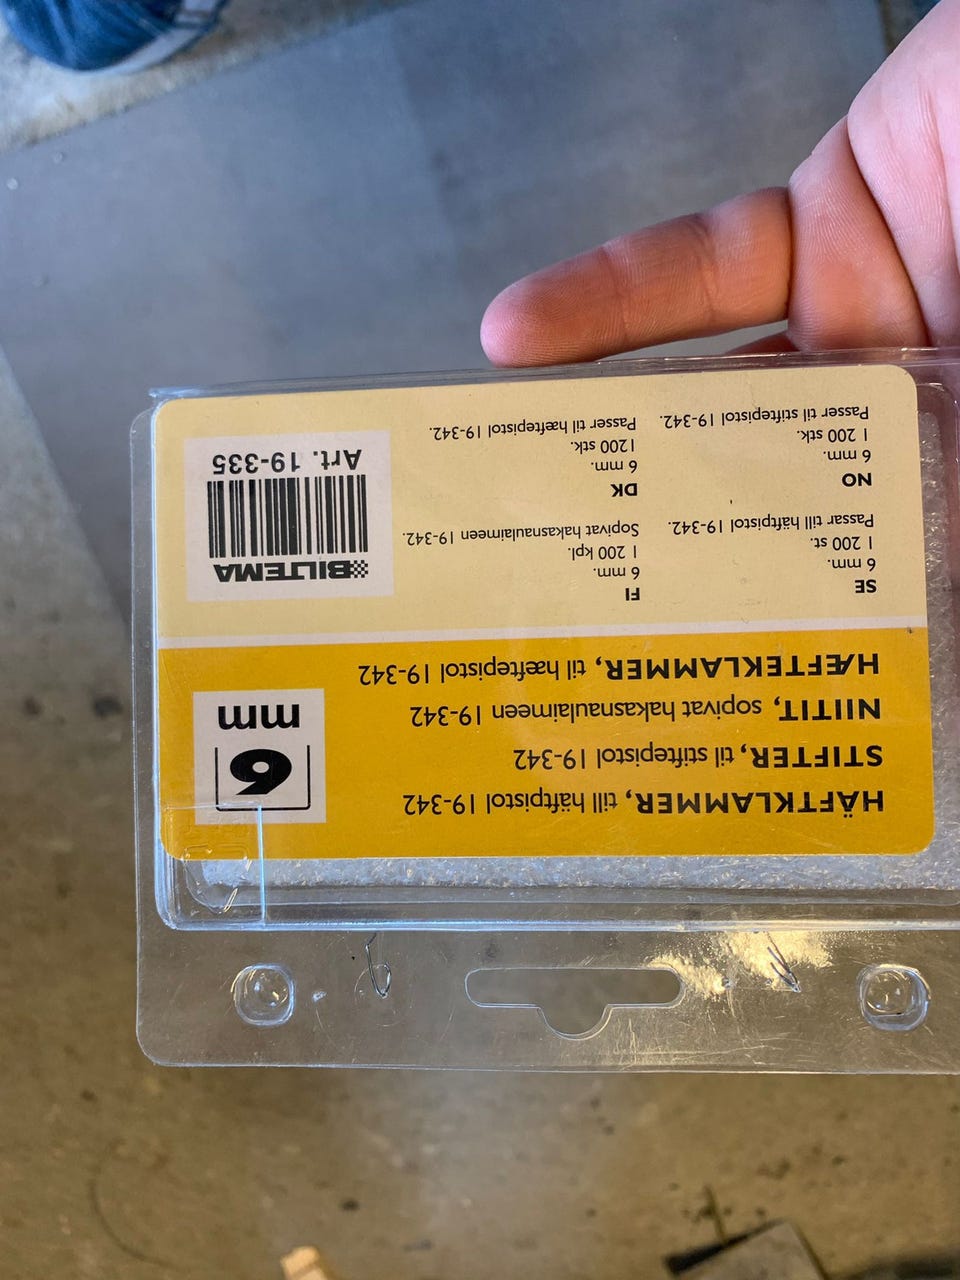 HÄFTKLAMMER, till häftpistol 19-342
STIFTER, til stiftepistol 19-342
NIITIT, sopivat hakasnaulaimeen 19-342
HÆFTEKLAMMER, til hæftepistol 19-342
6
mm
SE
6 mm.
1 200 st.
Passar till häftpistol 19-342.
FI
6 mm.
1 200 kpl.
Sopivat hakasnaulaimeen 19-342.
NO
6 mm.
1 200 stk.
Passer til stiftepistol 19-342.
DK
6 mm.
1200 stk.
Passer til hæftepistol 19-342.
BILTEMA
Art. 19-335